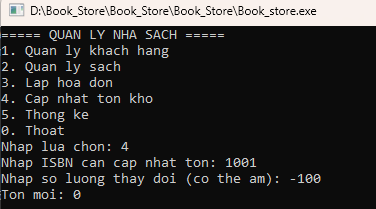 D:\Book_Store\Book_Store\Book_Store\Book_store.exe
===== QUAN LY NHA SACH =====
1. Quan ly khach hang
2. Quan ly sach
3. Lap hoa don
4. Cap nhat ton kho
5. Thong ke
0. Thoat
Nhap lua chon: 4
Nhap ISBN can cap nhat ton: 1001
Nhap so luong thay doi (co the am): -100
Ton moi: 0